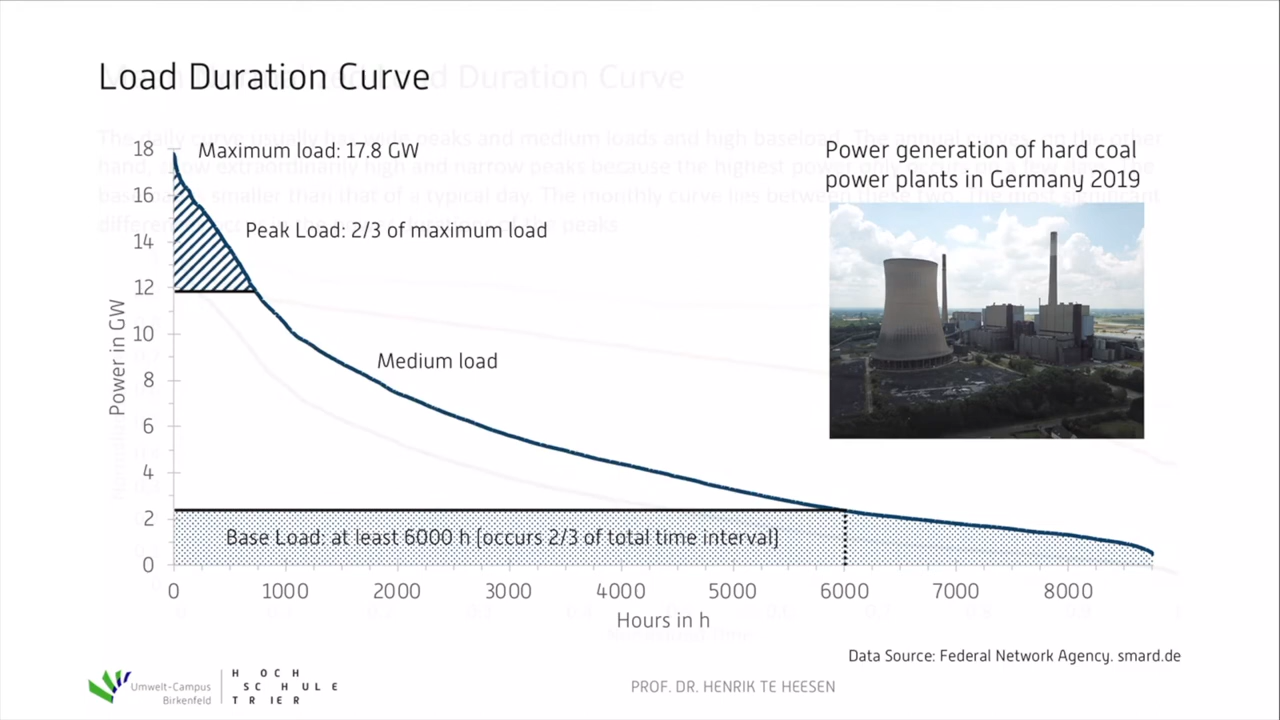 Load Duration Curve
Maximum load: 17.8 GW
Power generation of hard coal
power plants in Germany 2019
Peak Load: 2/3 of maximum load
Medium load
Base Load: at least 6000 h (occurs 2/3 of total time interval)
Power in GW
18
16
14
12
10
8
6
4
2
0
0 1000 2000 3000 4000 5000 6000 7000 8000
Hours in h
Data Source: Federal Network Agency. smard.de
Umwelt-Campus
Birkenfeld
HOCH
SCHULE
TRIER
PROF. DR. HENRIK TE HEESEN